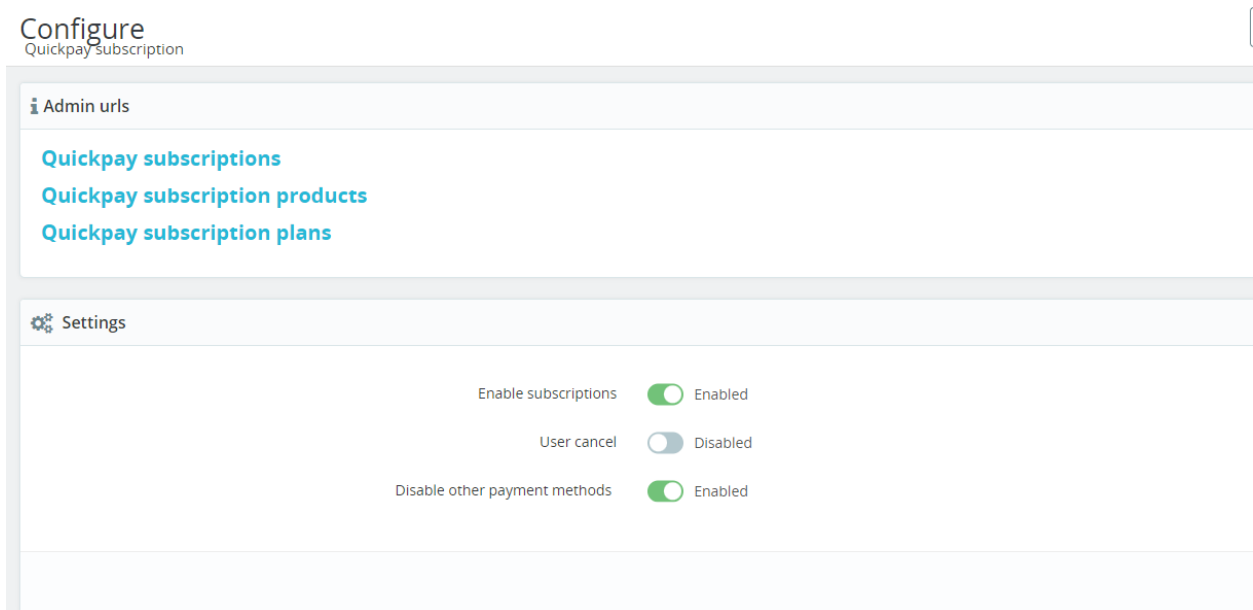 Configure
Quickpay subscription
Admin urls
Quickpay subscriptions
Quickpay subscription products
Quickpay subscription plans
Settings
Enable subscriptions Enabled
User cancel Disabled
Disable other payment methods Enabled